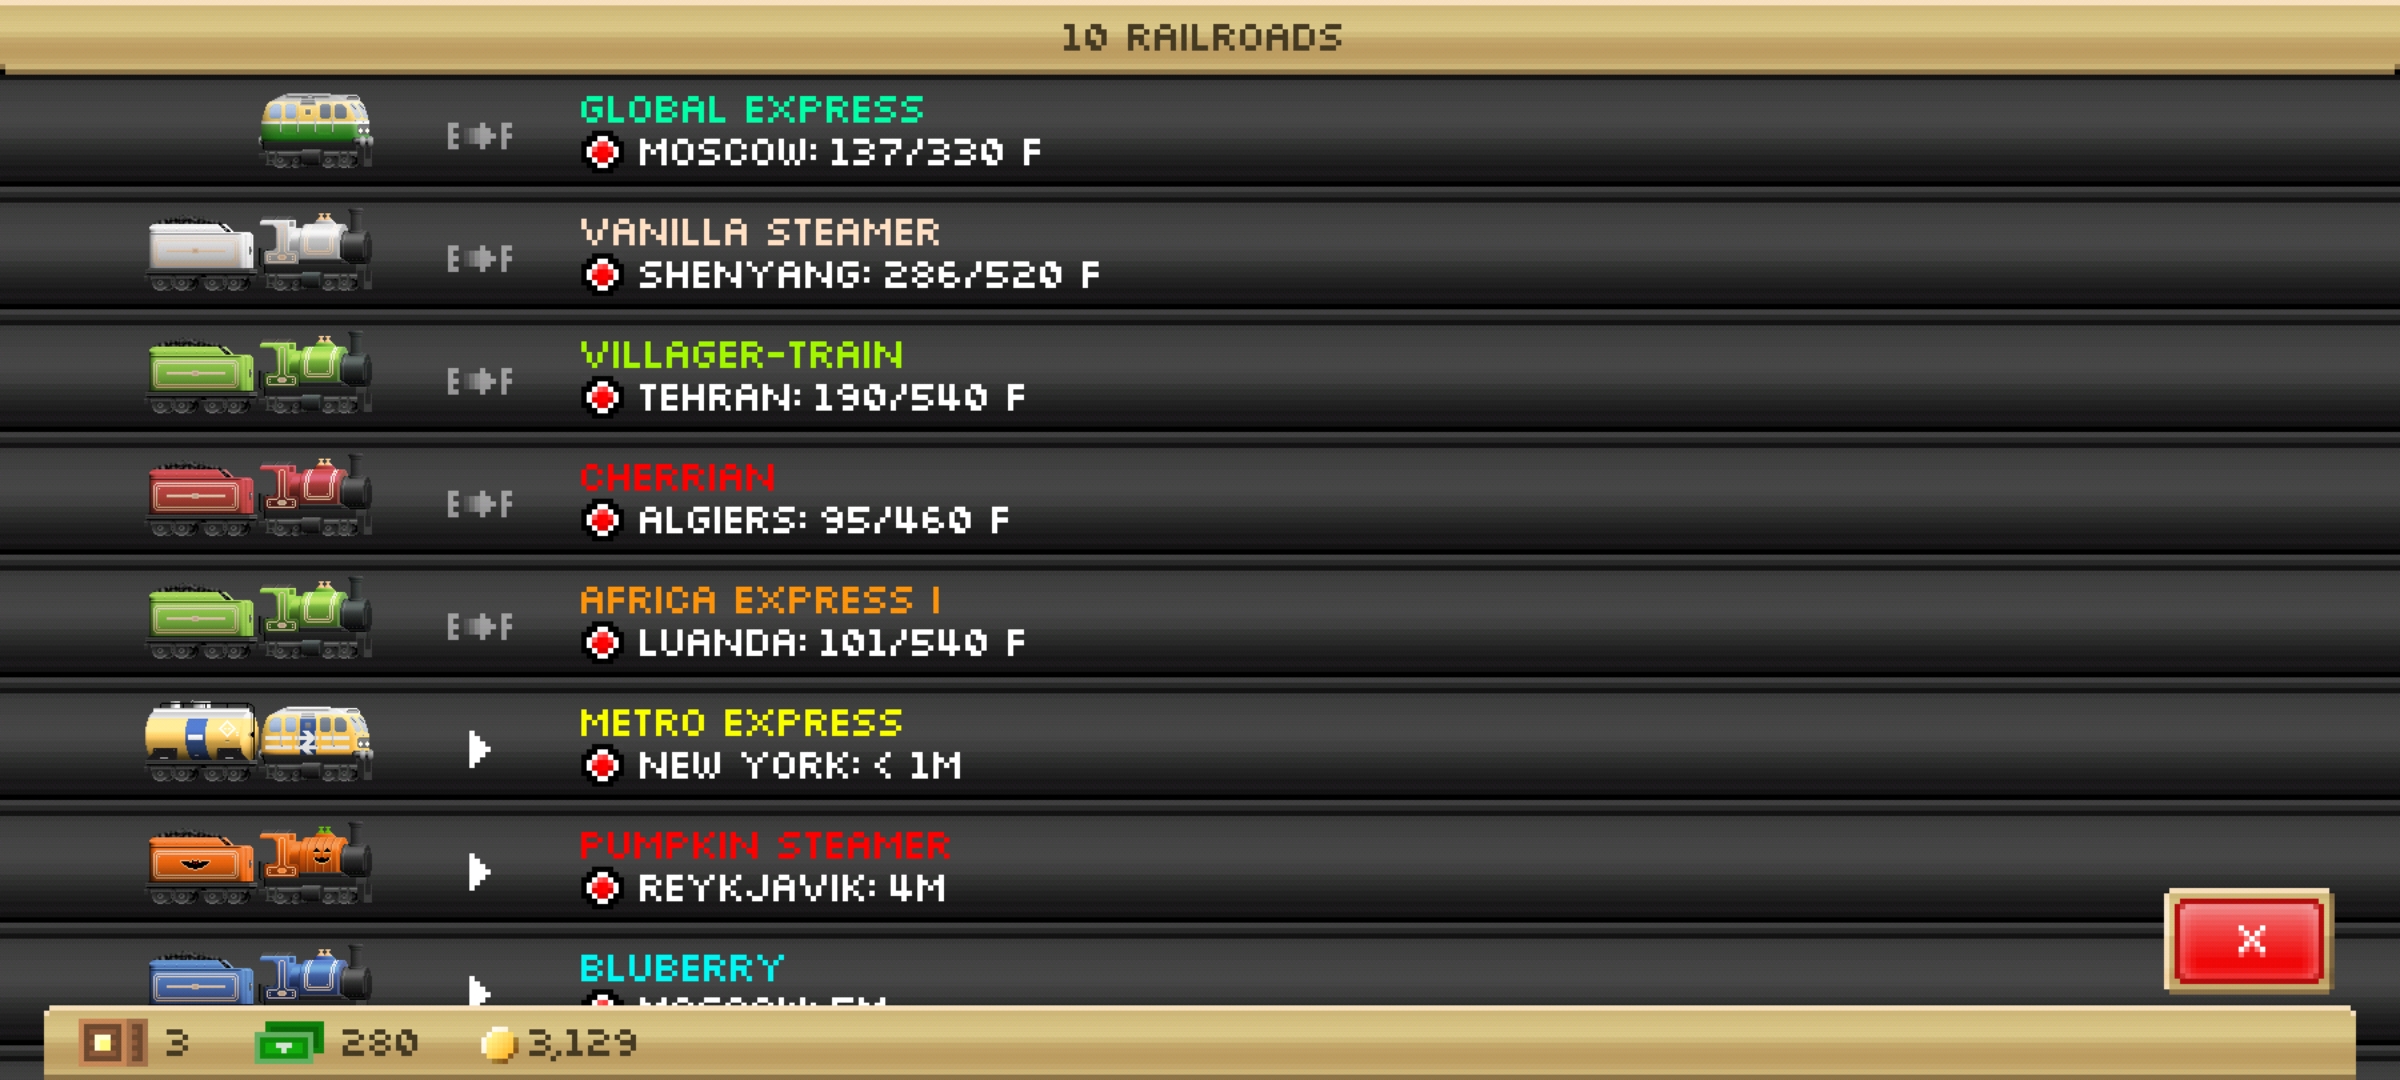 10 RAILROADS
E F
GLOBAL EXPRESS
MOSCOW: 137/330 F
E F
VANILLA STEAMER
SHENYANG: 286/520 F
E F
VILLAGER-TRAIN
TEHRAN: 190/540 F
E F
CHERRIAN
ALGIERS: 95/460 F
E F
AFRICA EXPRESS I
LUANDA: 101/540 F
METRO EXPRESS
NEW YORK: < 1M
PUMPKIN STEAMER
REYKJAVIK: 4M
BLUBERRY
X
3 280 3,129